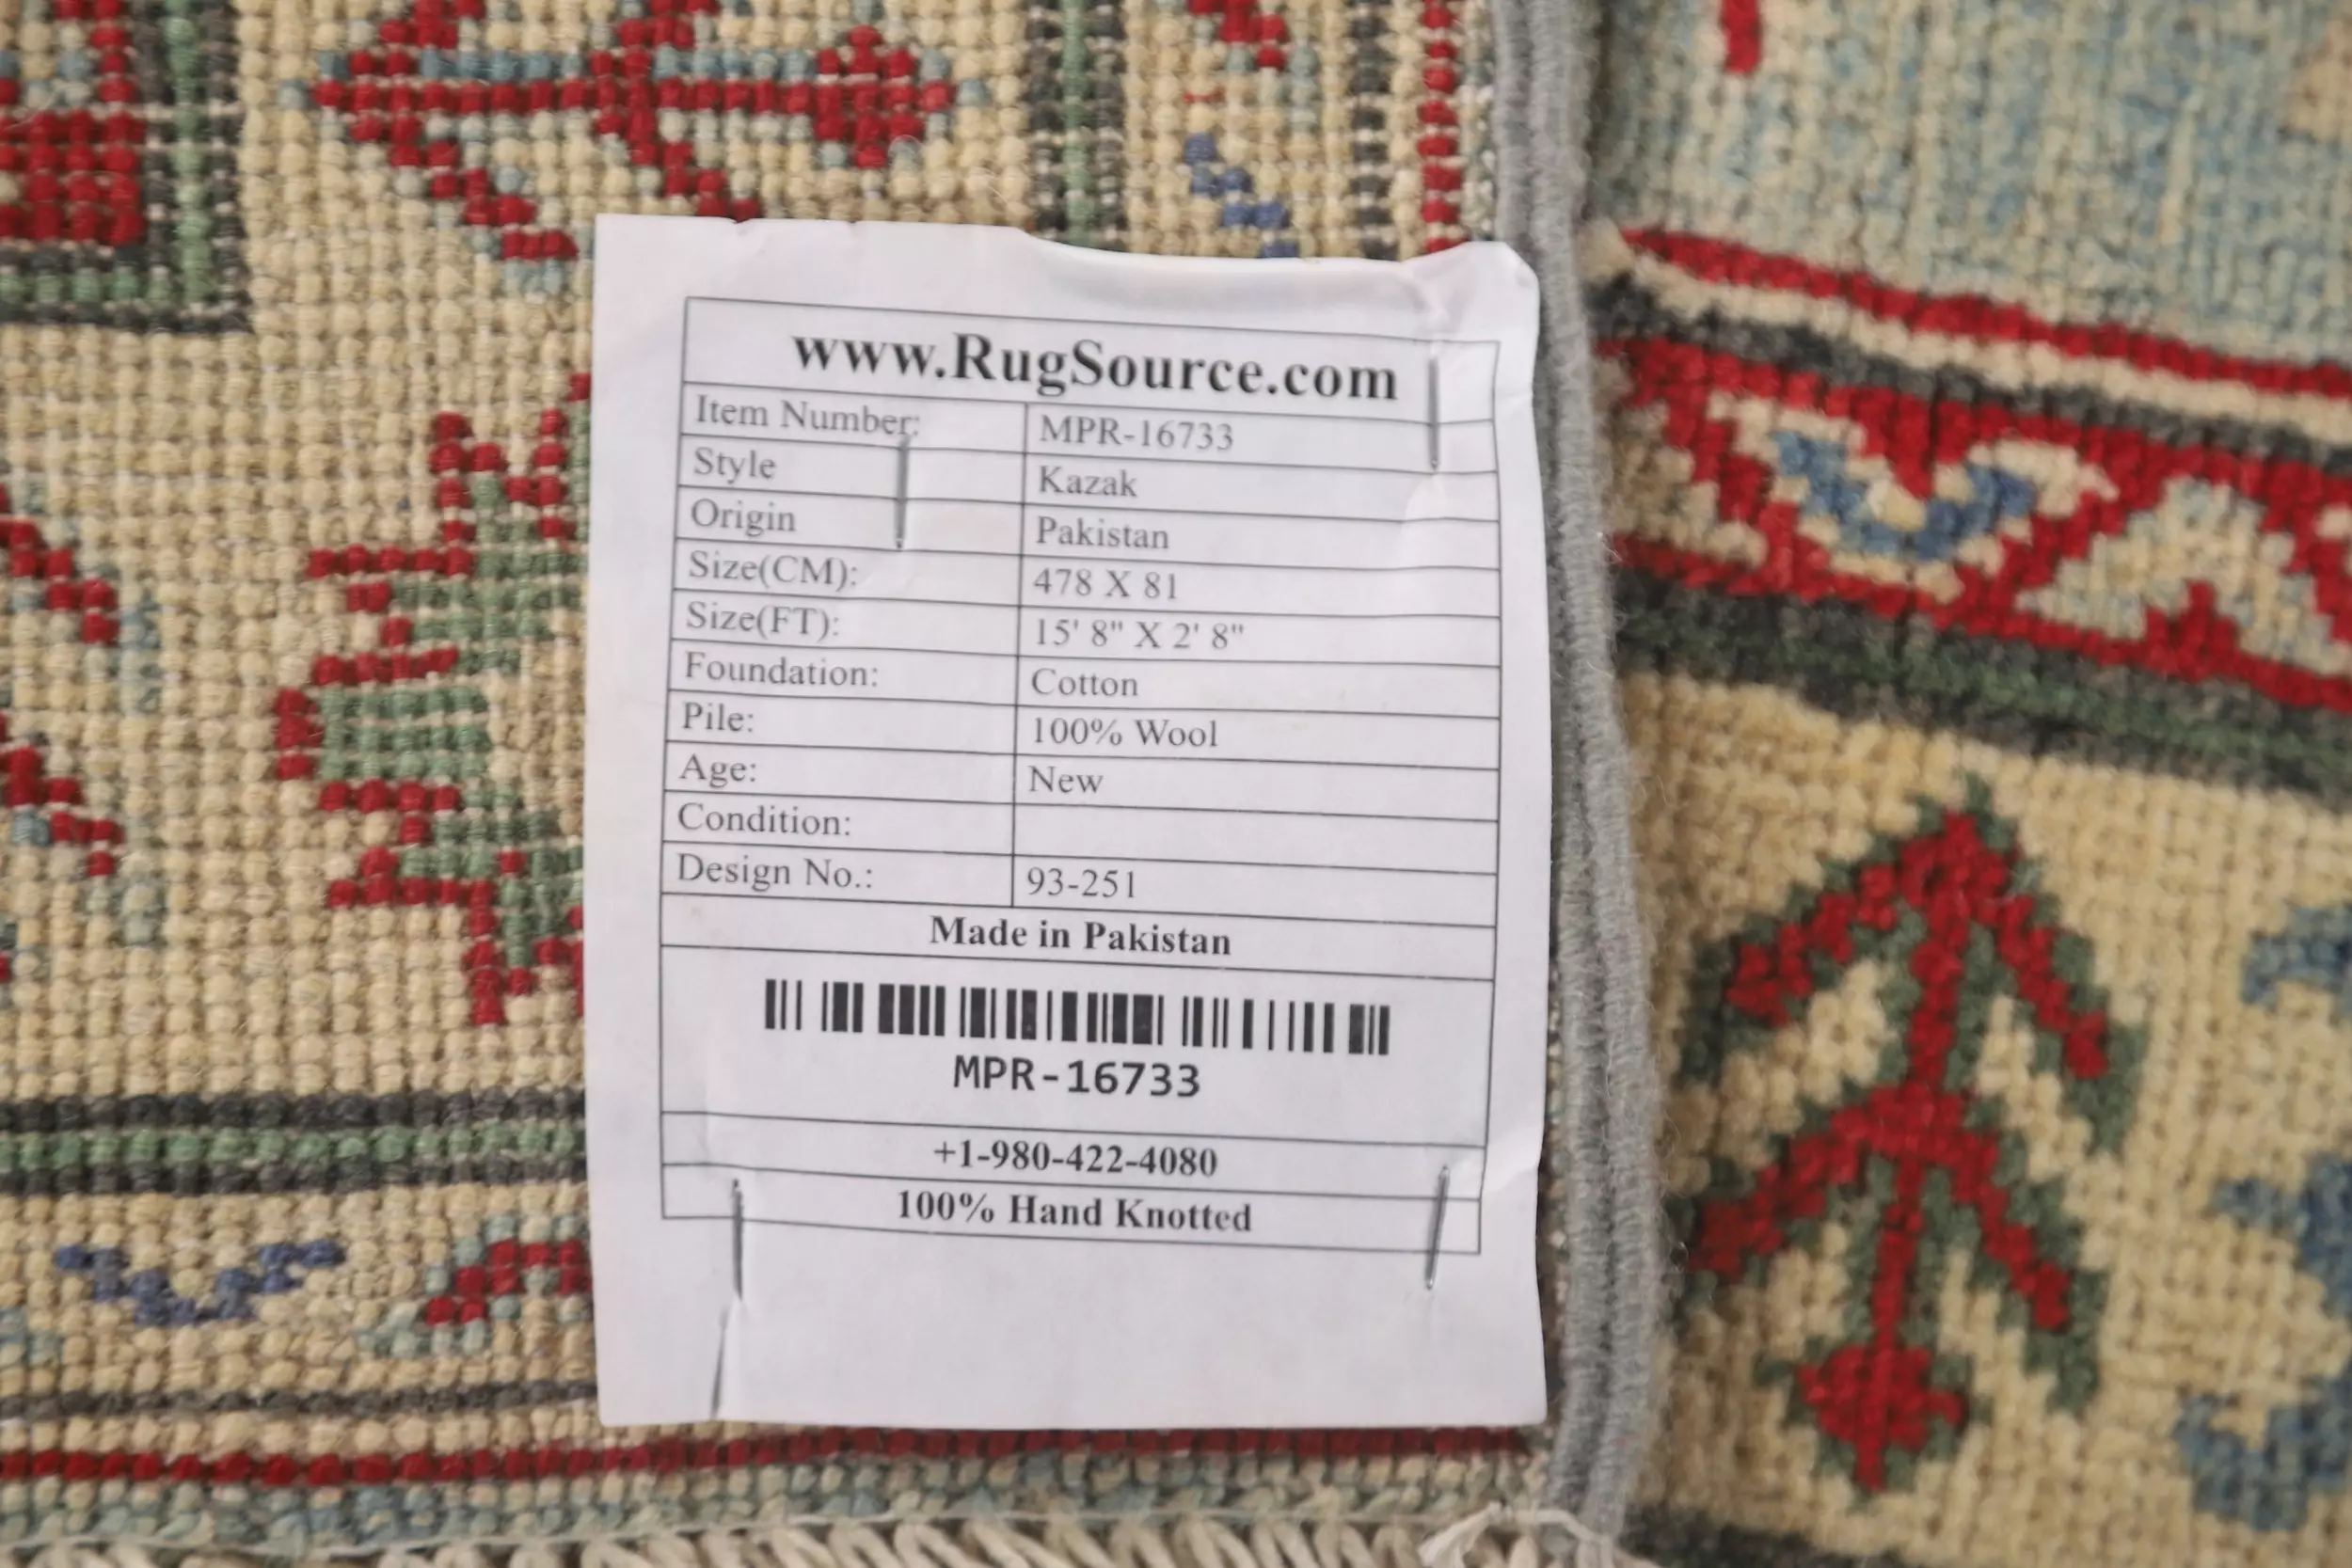 www.RugSource.com
Item Number: MPR-16733
Style Kazak
Origin Pakistan
Size(CM): 478 X 81
Size(FT): 15' 8" X 2' 8"
Foundation: Cotton
Pile: 100% Wool
Age: New
Condition:
Design No.: 93-251
Made in Pakistan
MPR-16733
+1-980-422-4080
100% Hand Knotted